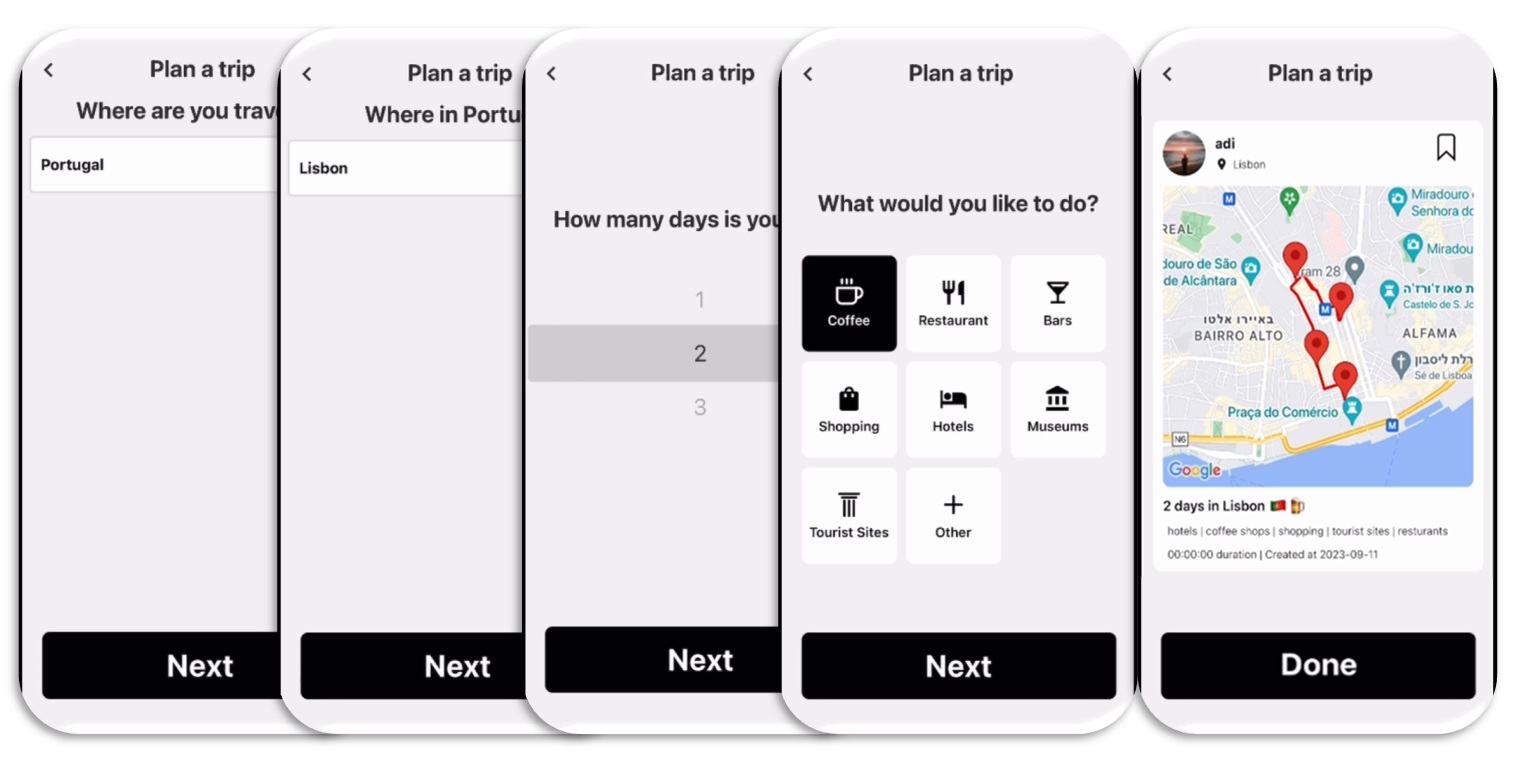 Plan a trip
Where are you trav
Portugal
Next
Plan a trip
Where in Portu
Lisbon
Next
Plan a trip
How many days is you
1
2
3
Next
Plan a trip
What would you like to do?
Coffee
Restaurant
Bars
Shopping
Hotels
Museums
Tourist Sites
Other
Next
Plan a trip
adi
Lisbon
M
Miradouro
Senhora do
REAL
Miradou
douro de São
de Alcântara
ram 28
ת סאו ז'ורז'ה
Castelo de S. Jo
M
באיירו אלטו
BAIRRO ALTO
ALFAMA
רלת ליסבון
Sé de Lisboa
Praça do Comércio
M
N6
Google
2 days in Lisbon 🇵🇹 🍻
hotels | coffee shops | shopping | tourist sites | resturants
00:00:00 duration | Created at 2023-09-11
Done